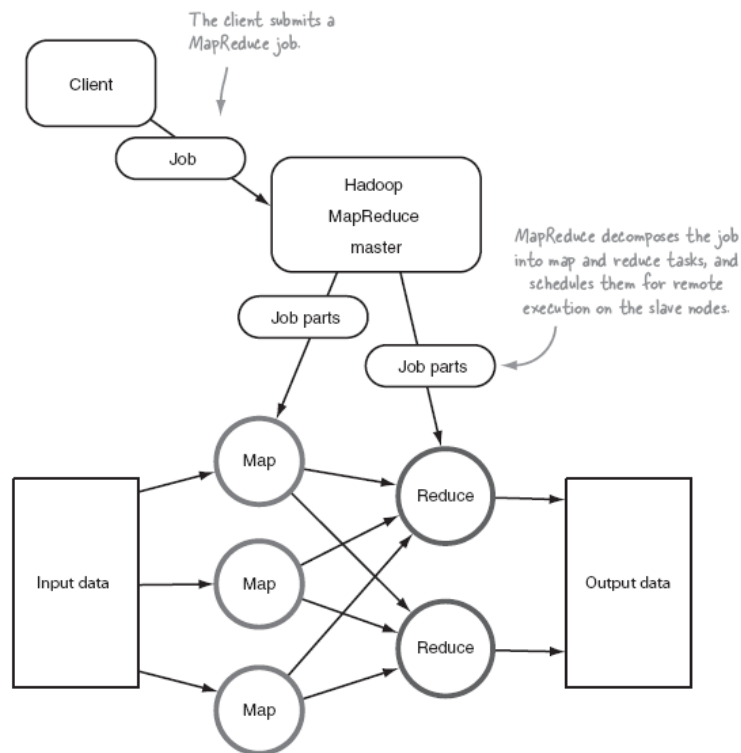 The client submits a
MapReduce job.
Client
Job
Hadoop
MapReduce
master
MapReduce decomposes the job
into map and reduce tasks, and
schedules them for remote
execution on the slave nodes.
Job parts
Job parts
Map
Reduce
Input data
Map
Output data
Reduce
Map